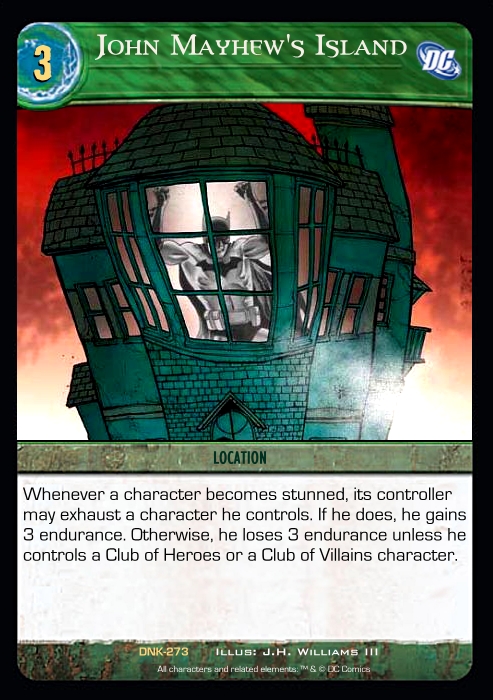 3
John Mayhew's Island
DC
LOCATION
Whenever a character becomes stunned, its controller
may exhaust a character he controls. If he does, he gains
3 endurance. Otherwise, he loses 3 endurance unless he
controls a Club of Heroes or a Club of Villains character.
DNK-273 Illus: J.H. Williams III
All characters and related elements: ™ & © DC Comics